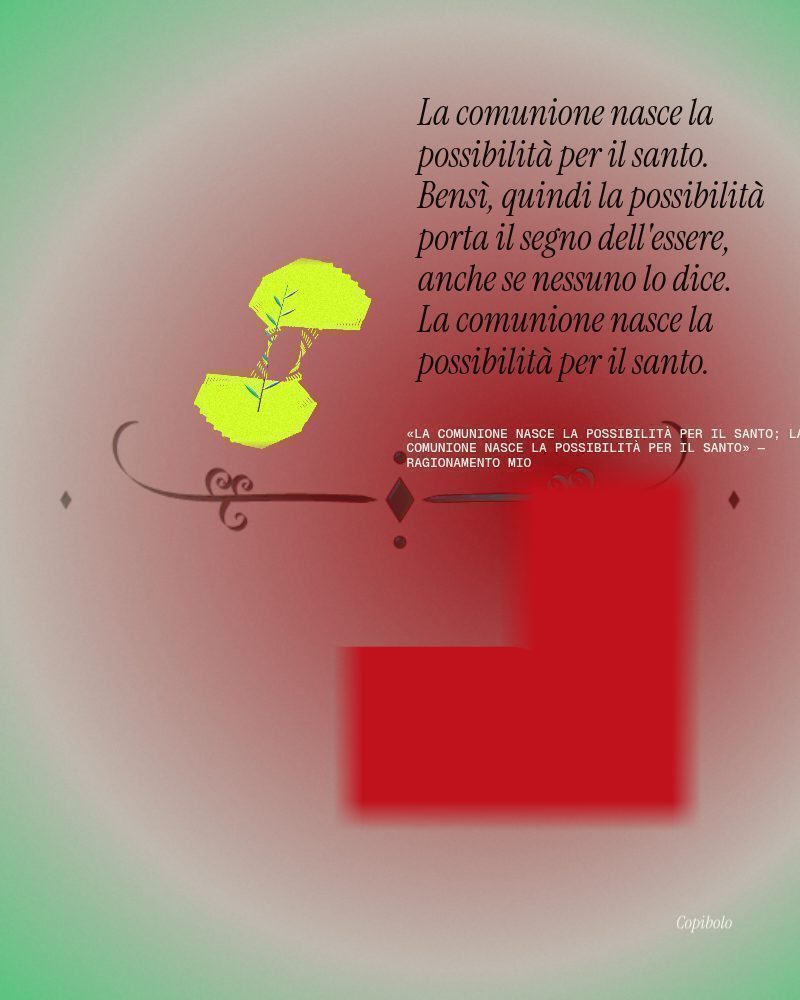 La comunione nasce la
possibilità per il santo.
Bensì, quindi la possibilità
porta il segno dell'essere,
anche se nessuno lo dice.
La comunione nasce la
possibilità per il santo.
«LA COMUNIONE NASCE LA POSSIBILITÀ PER IL SANTO; LA
COMUNIONE NASCE LA POSSIBILITÀ PER IL SANTO» —
RAGIONAMENTO MIO
Copibolo